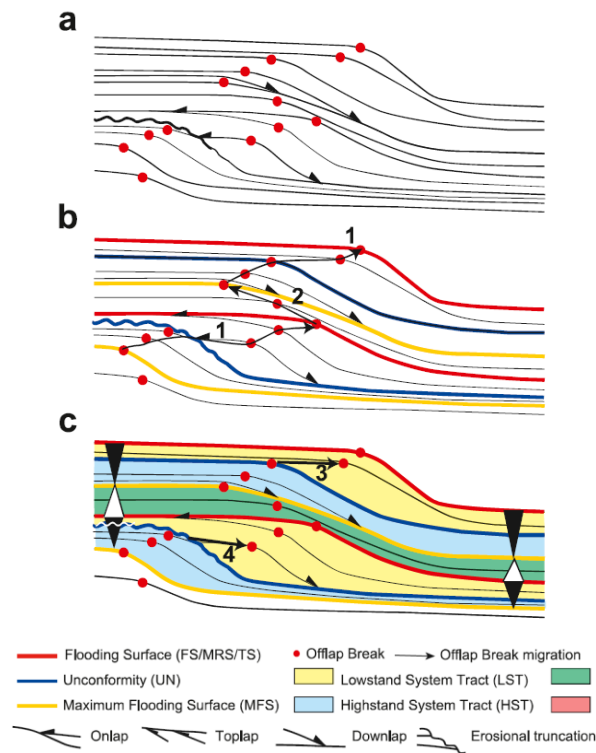 a
b
1
2
1
c
3
4
Flooding Surface (FS/MRS/TS)
Offlap Break
Offlap Break migration
Unconformity (UN)
Lowstand System Tract (LST)
Maximum Flooding Surface (MFS)
Highstand System Tract (HST)
Onlap
Toplap
Downlap
Erosional truncation